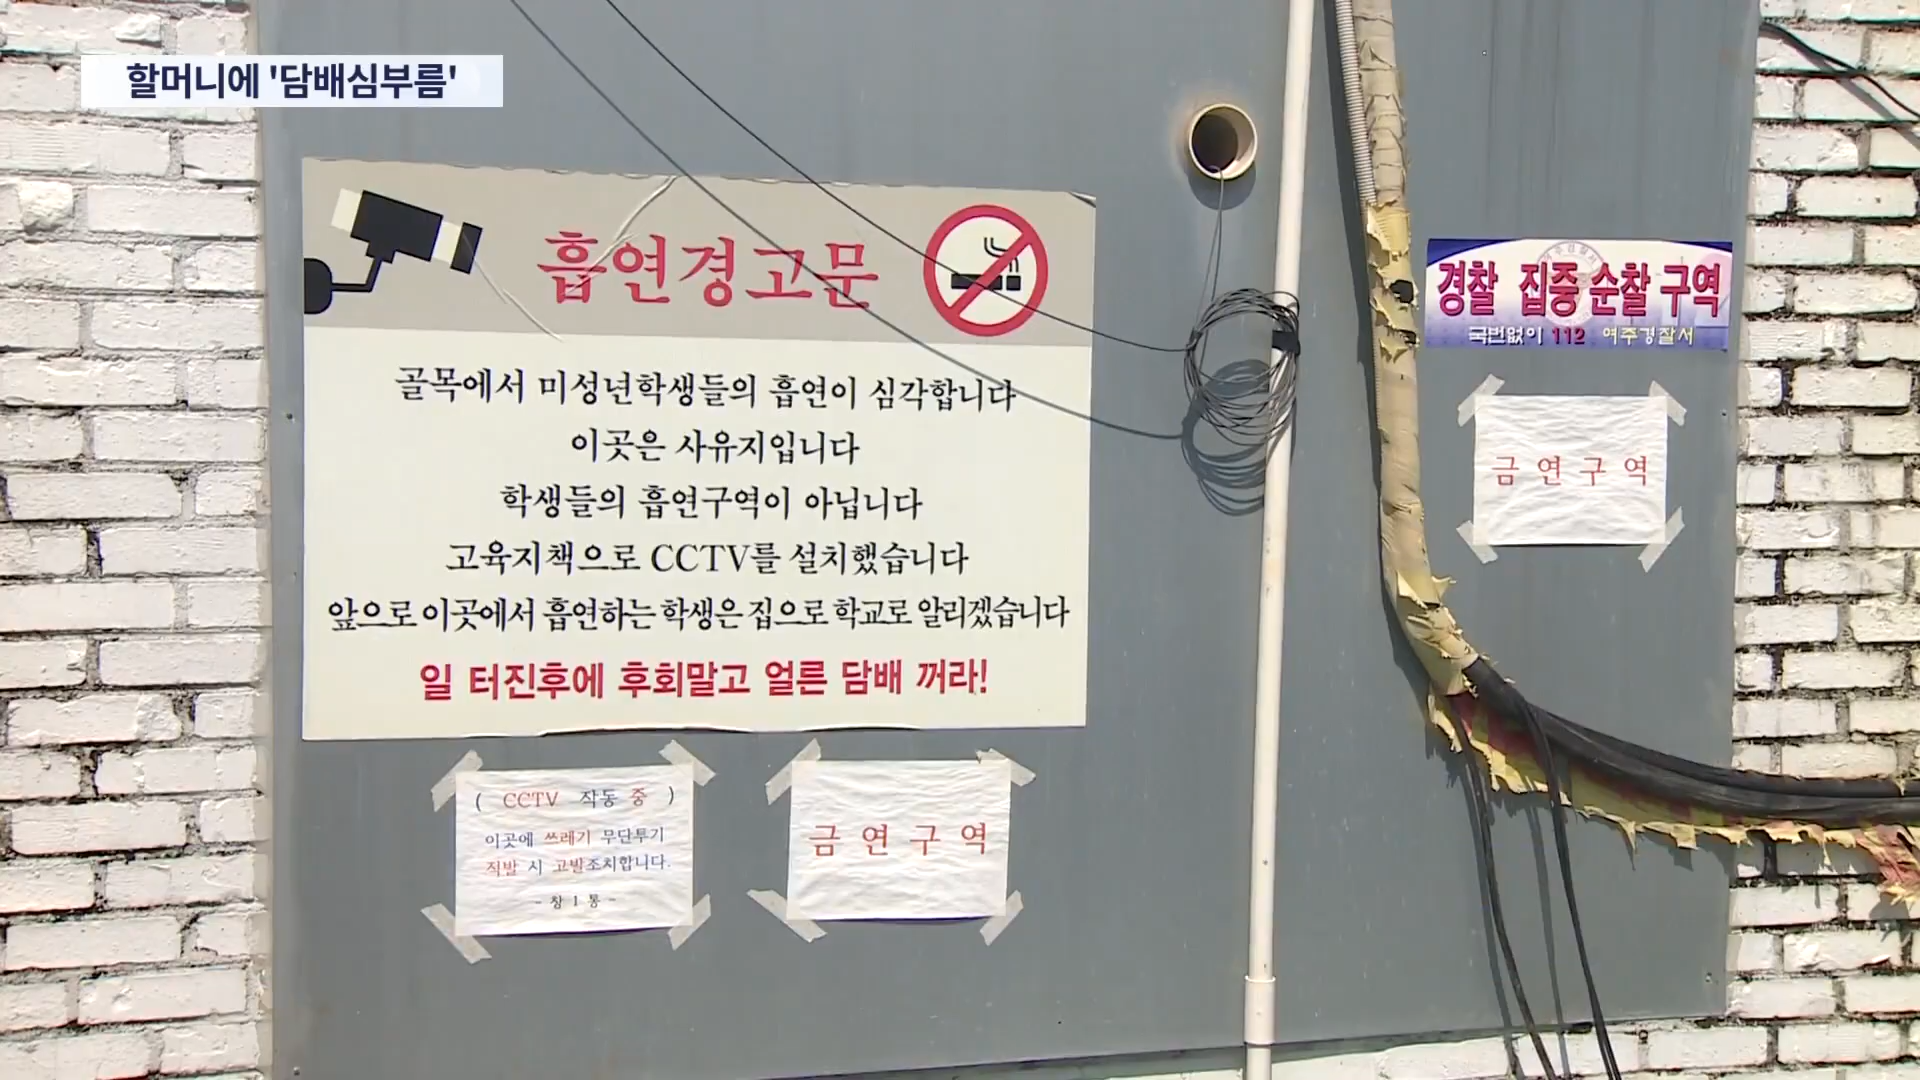 할머니에 '담배심부름'
흡연경고문
골목에서 미성년학생들의 흡연이 심각합니다
이곳은 사유지입니다
학생들의 흡연구역이 아닙니다
고육지책으로 CCTV를 설치했습니다
앞으로 이곳에서 흡연하는 학생은 집으로 학교로 알리겠습니다
일 터진후에 후회말고 얼른 담배 꺼라!
( CCTV 작동 중 )
이곳에 쓰레기 무단투기
적발 시 고발조치합니다.
- 창 1 통 -
금 연 구 역
경찰 집중 순찰 구역
국번없이 112 여주경찰서
금 연 구 역